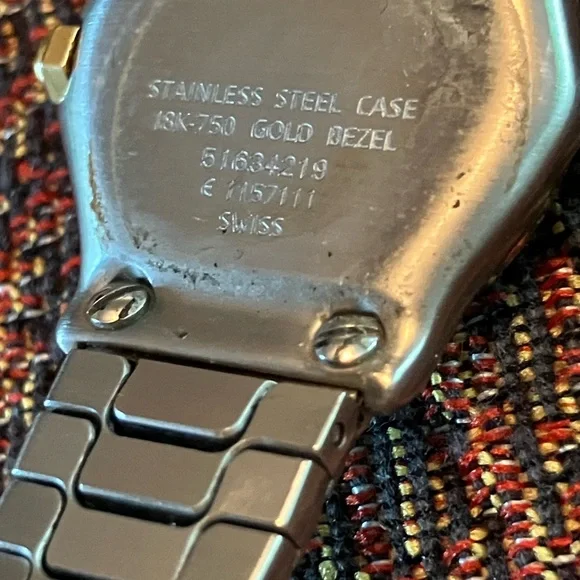 STAINLESS STEEL CASE
18K-750 GOLD BEZEL
51634219
€ 1157111
SWISS